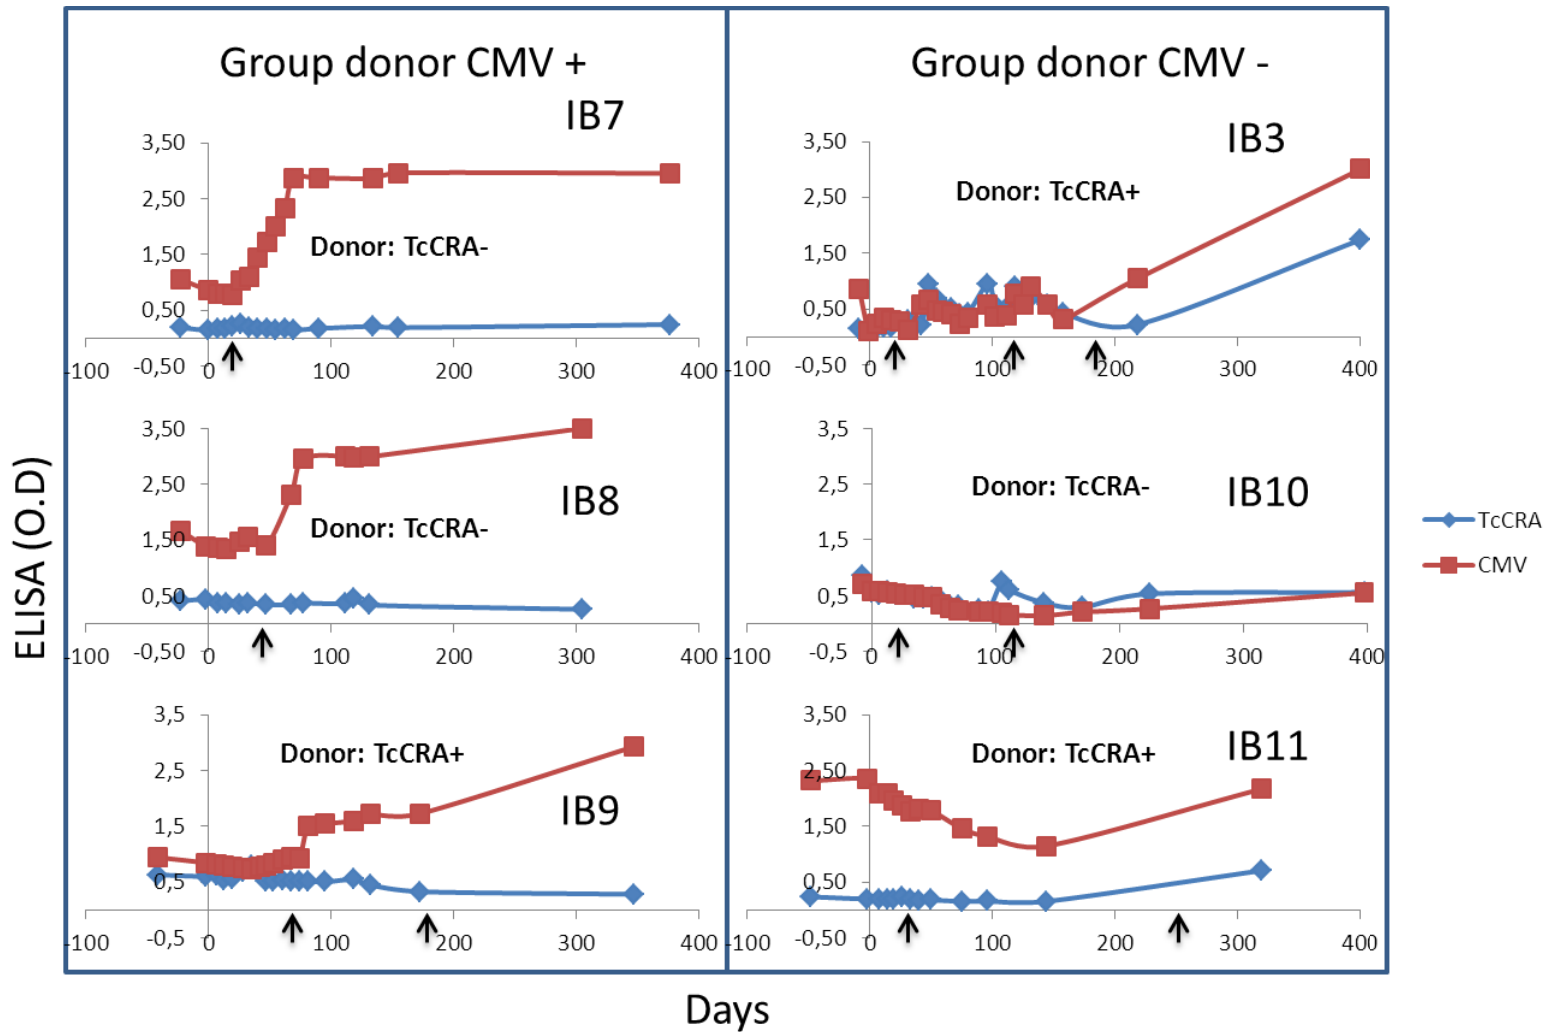 Group donor CMV +
Group donor CMV -
ELISA (O.D)
IB7
3,50
2,50
1,50
0,50
-0,50
Donor: TcCRA-
-100 0 100 200 300 400
IB8
3,50
2,50
1,50
0,50
-0,50
Donor: TcCRA-
-100 0 100 200 300 400
IB9
3,5
2,5
1,5
0,5
-0,5
Donor: TcCRA+
-100 0 100 200 300 400
IB3
3,50
2,50
1,50
0,50
-0,50
Donor: TcCRA+
-100 0 100 200 300 400
IB10
3,5
2,5
1,5
0,5
-0,5
Donor: TcCRA-
-100 0 100 200 300 400
IB11
3,50
2,50
1,50
0,50
-0,50
Donor: TcCRA+
-100 0 100 200 300 400
TcCRA
CMV
Days